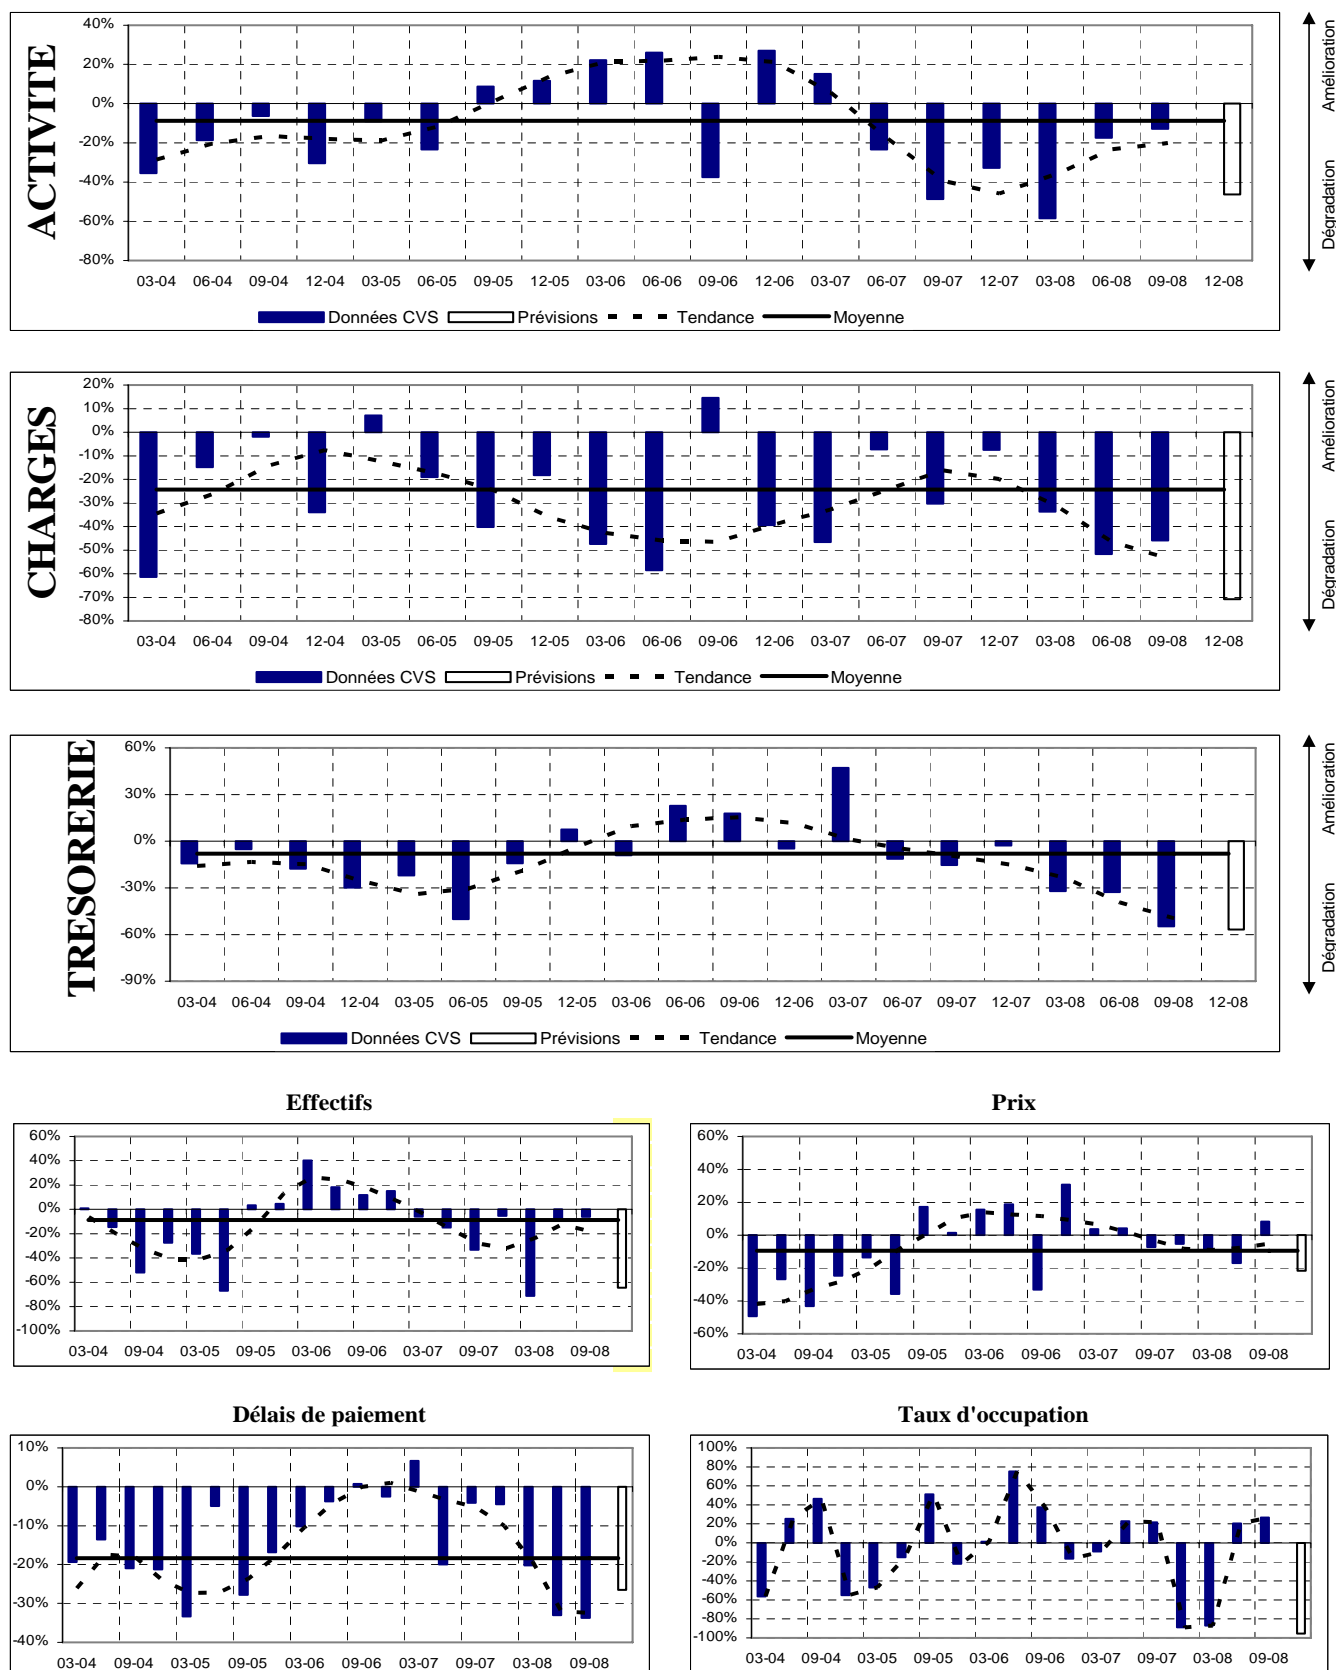 ACTIVITE
40%
20%
0%
-20%
-40%
-60%
-80%
03-04 06-04 09-04 12-04 03-05 06-05 09-05 12-05 03-06 06-06 09-06 12-06 03-07 06-07 09-07 12-07 03-08 06-08 09-08 12-08
Données CVS Prévisions Tendance Moyenne
Amélioration
Dégradation
CHARGES
20%
10%
0%
-10%
-20%
-30%
-40%
-50%
-60%
-70%
-80%
03-04 06-04 09-04 12-04 03-05 06-05 09-05 12-05 03-06 06-06 09-06 12-06 03-07 06-07 09-07 12-07 03-08 06-08 09-08 12-08
Données CVS Prévisions Tendance Moyenne
Amélioration
Dégradation
TRESORERIE
60%
30%
0%
-30%
-60%
-90%
03-04 06-04 09-04 12-04 03-05 06-05 09-05 12-05 03-06 06-06 09-06 12-06 03-07 06-07 09-07 12-07 03-08 06-08 09-08 12-08
Données CVS Prévisions Tendance Moyenne
Amélioration
Dégradation
Effectifs
60%
40%
20%
0%
-20%
-40%
-60%
-80%
-100%
03-04 09-04 03-05 09-05 03-06 09-06 03-07 09-07 03-08 09-08
Prix
60%
40%
20%
0%
-20%
-40%
-60%
03-04 09-04 03-05 09-05 03-06 09-06 03-07 09-07 03-08 09-08
Délais de paiement
10%
0%
-10%
-20%
-30%
-40%
03-04 09-04 03-05 09-05 03-06 09-06 03-07 09-07 03-08 09-08
Taux d'occupation
100%
80%
60%
40%
20%
0%
-20%
-40%
-60%
-80%
-100%
03-04 09-04 03-05 09-05 03-06 09-06 03-07 09-07 03-08 09-08